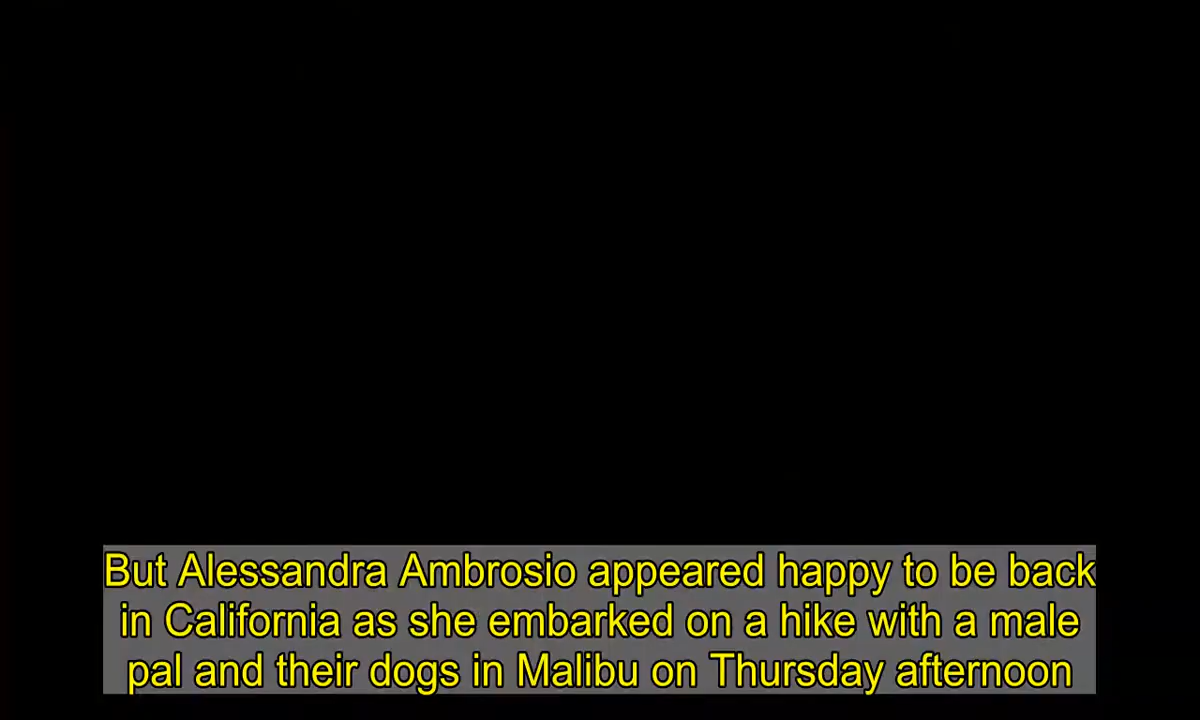 But Alessandra Ambrosio appeared happy to be back
in California as she embarked on a hike with a male
pal and their dogs in Malibu on Thursday afternoon